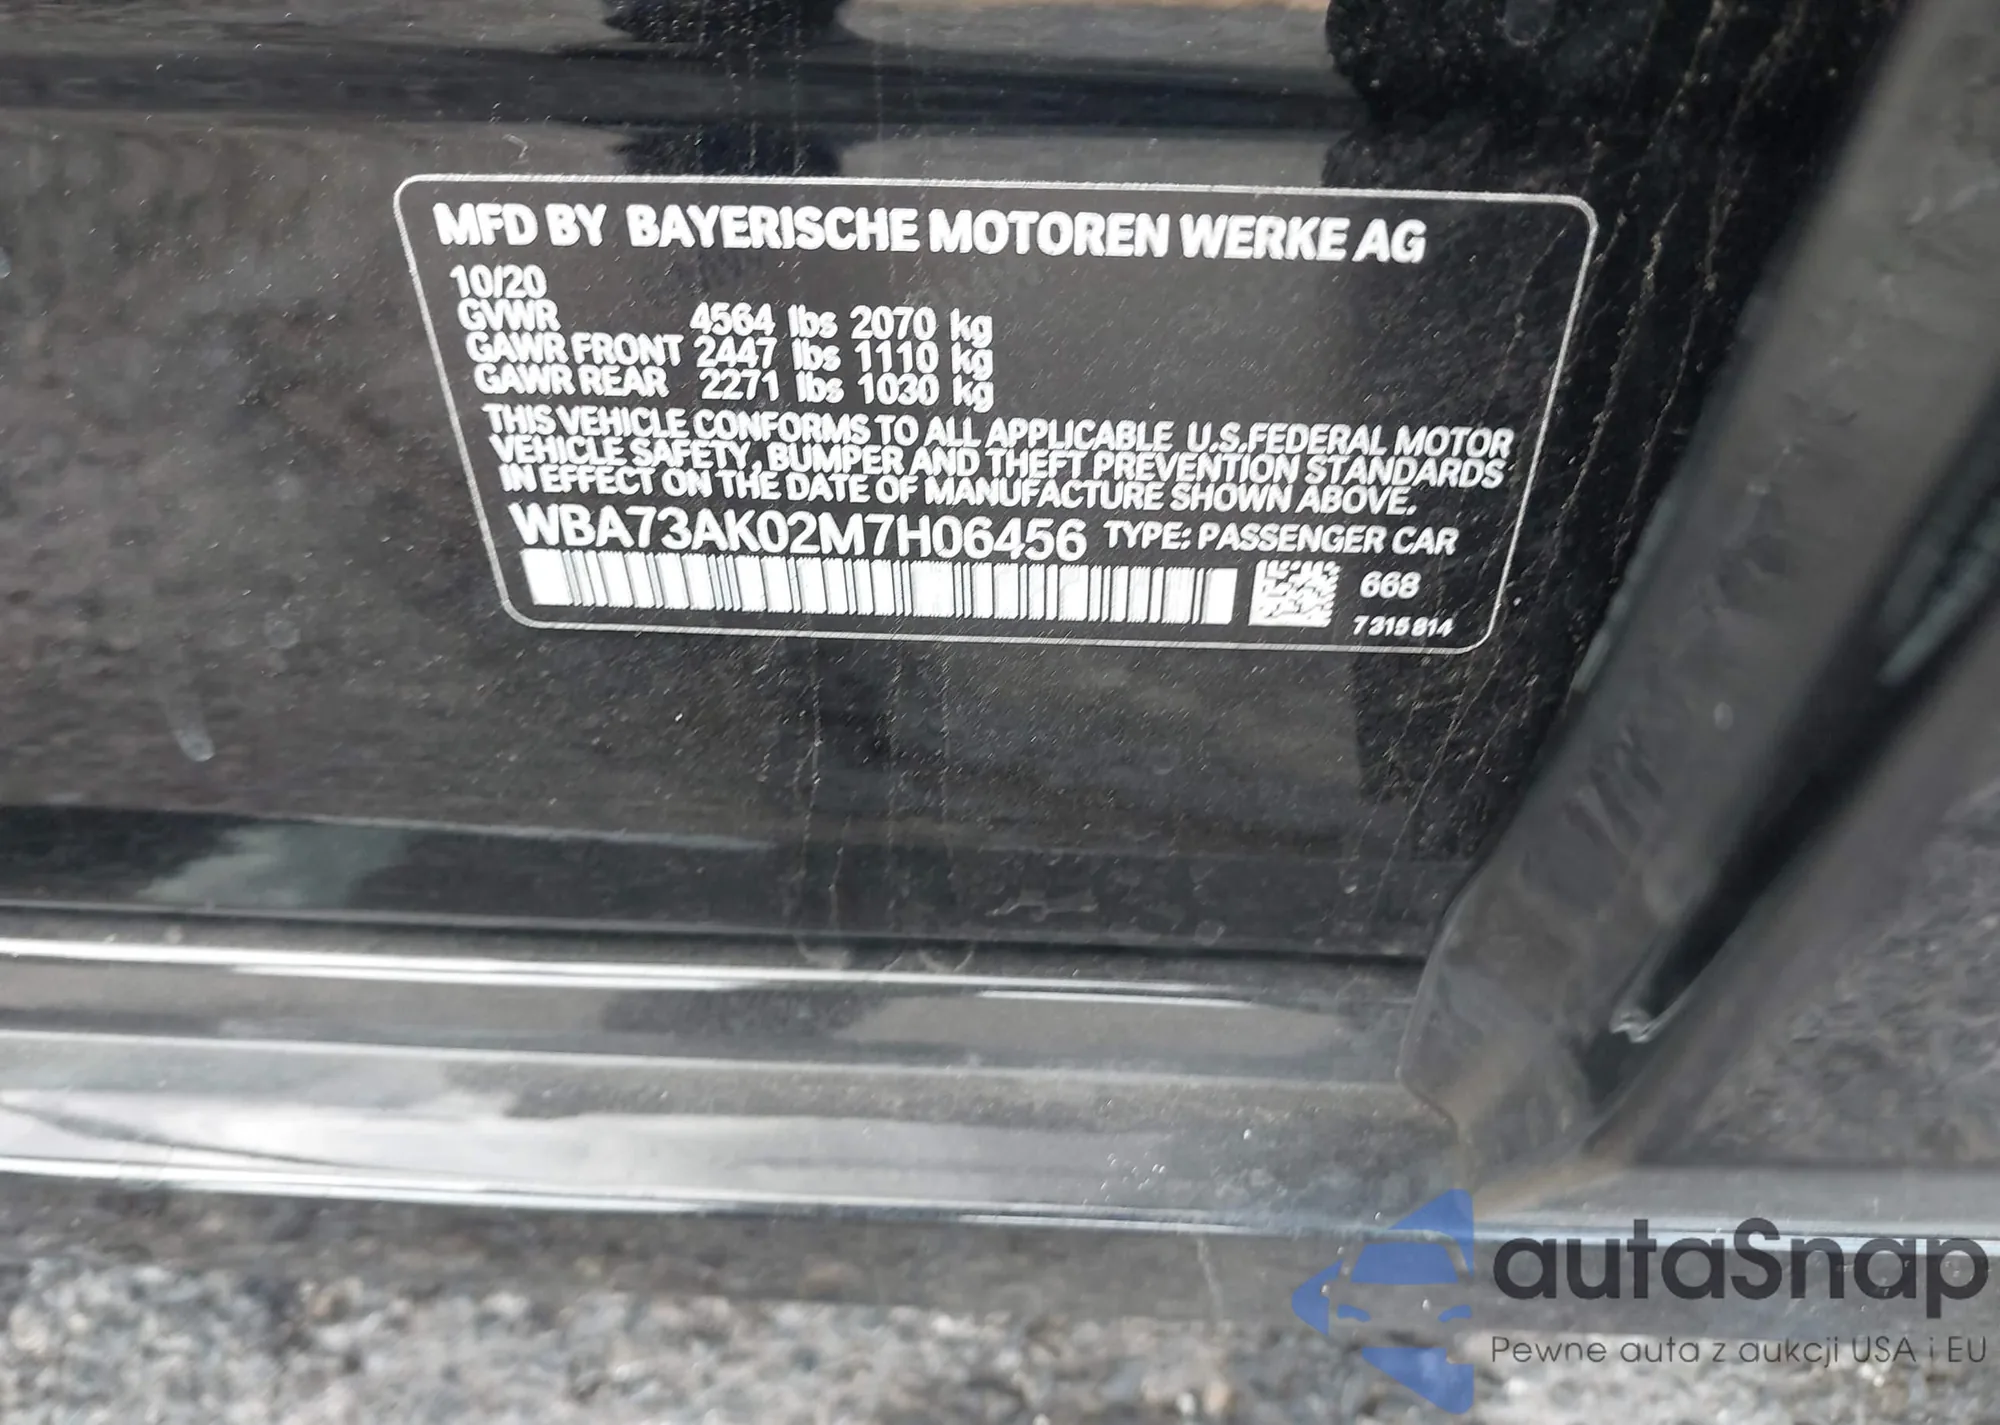 MFD BY BAYERISCHE MOTOREN WERKE AG
10/20
GVWR 4564 lbs 2070 kg
GAWR FRONT 2447 lbs 1110 kg
GAWR REAR 2271 lbs 1030 kg
THIS VEHICLE CONFORMS TO ALL APPLICABLE U.S.FEDERAL MOTOR
VEHICLE SAFETY, BUMPER AND THEFT PREVENTION STANDARDS
IN EFFECT ON THE DATE OF MANUFACTURE SHOWN ABOVE.
WBA73AK02M7H06456 TYPE: PASSENGER CAR
668
7315814
autaSnap
Pewne auta z aukcji USA i EU